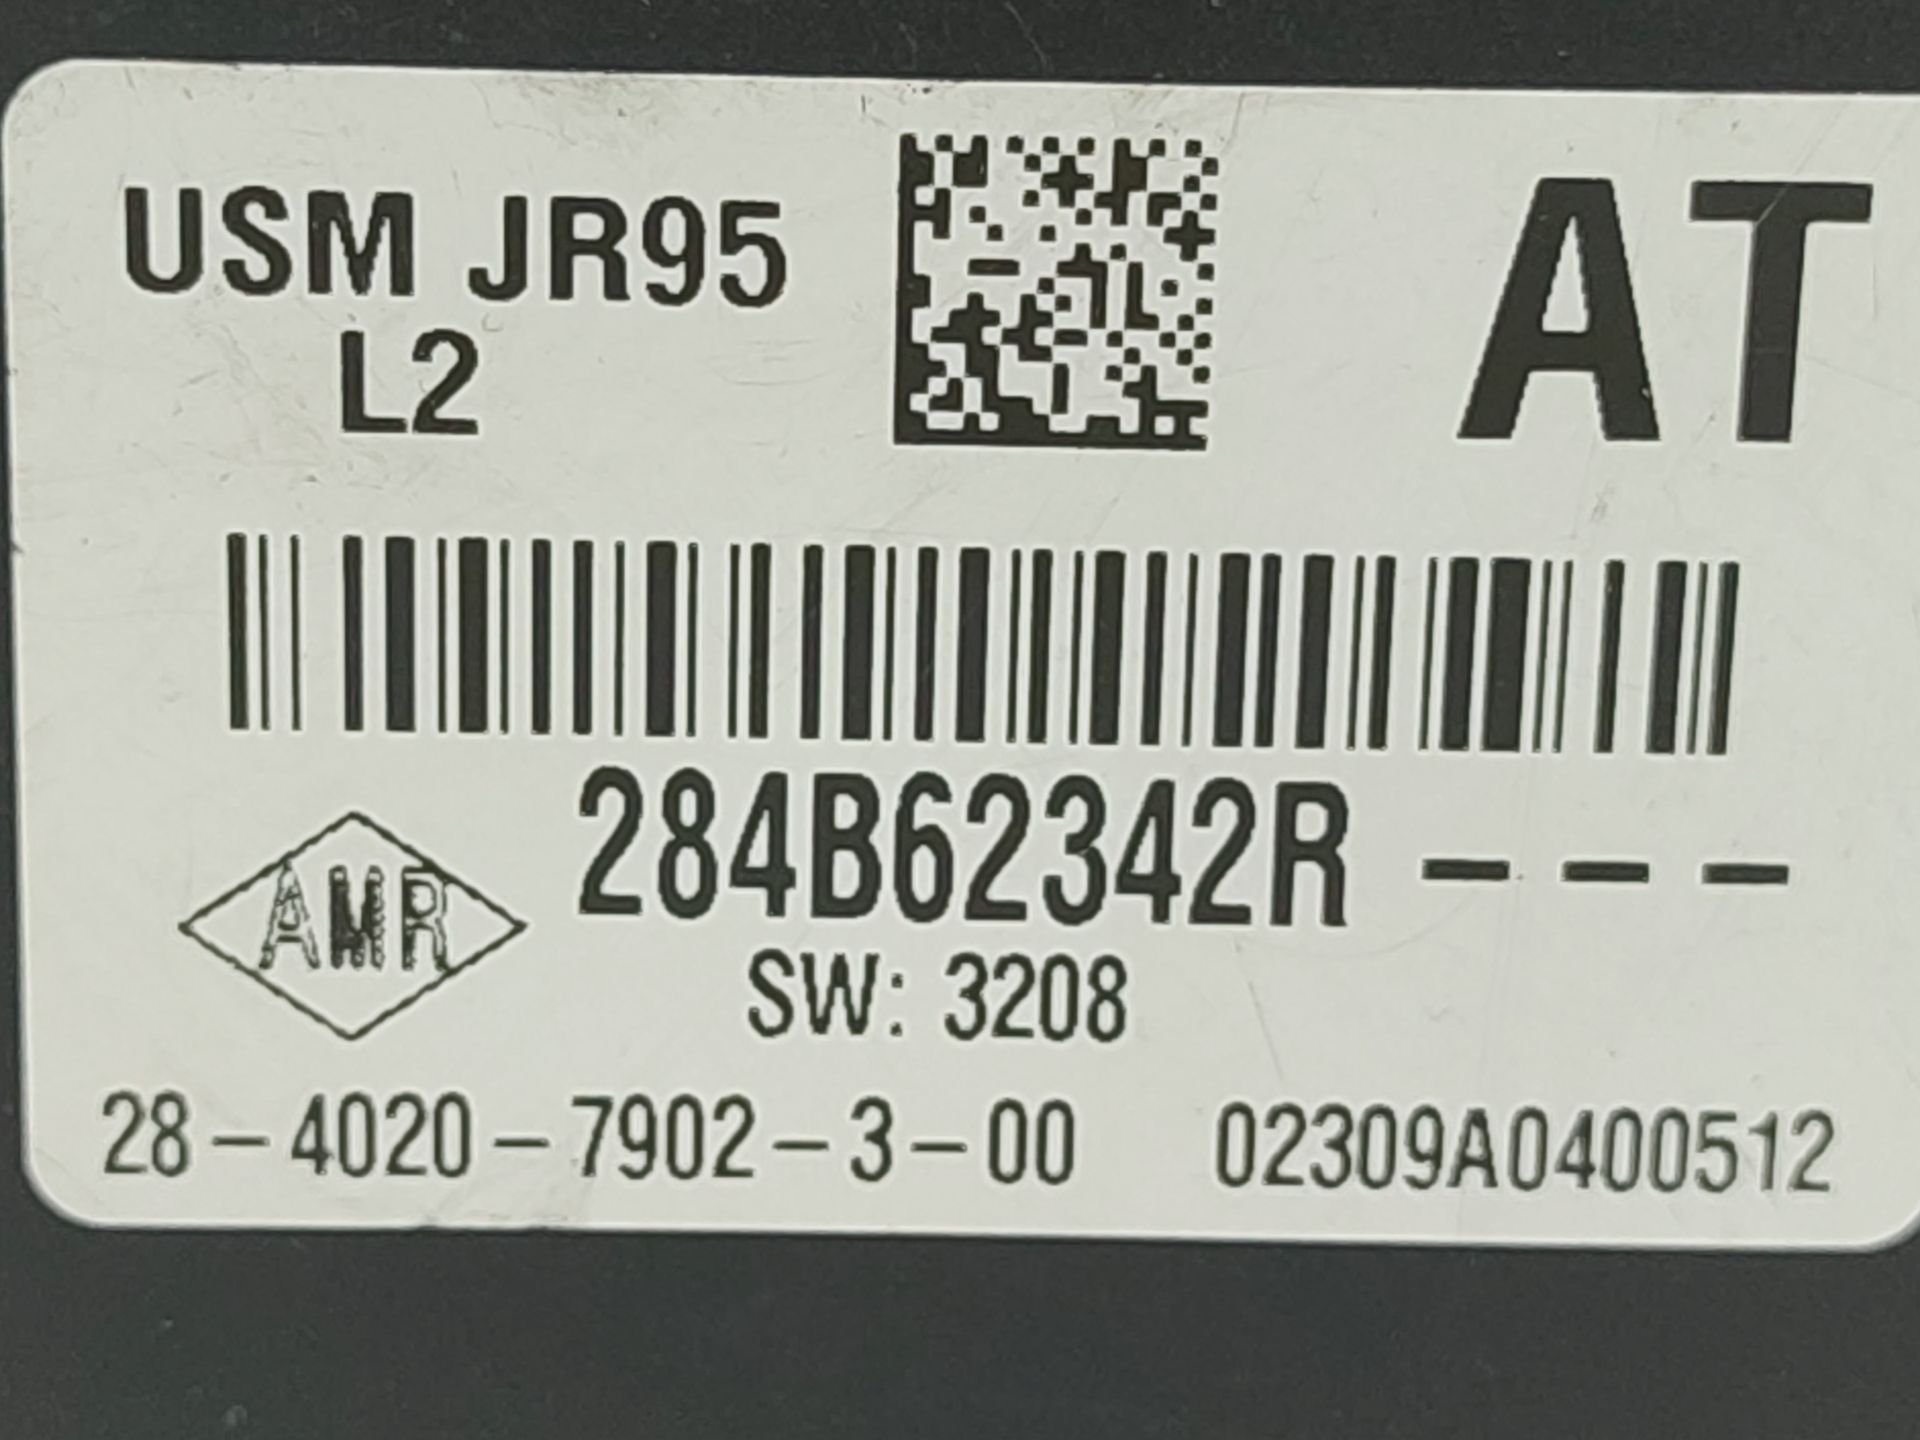 USM JR95
L2
AT
284B62342R---
AMR
SW: 3208
28-4020-7902-3-00 02309A0400512